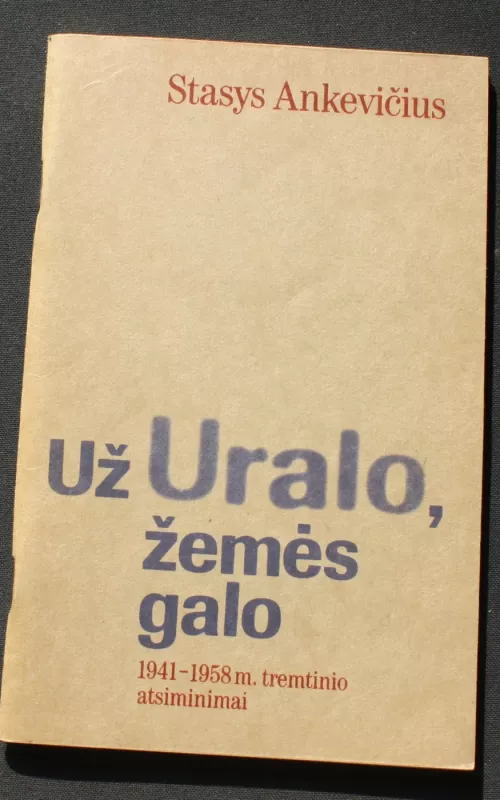 Stasys Ankevičius
Už Uralo,
žemės
galo
1941–1958 m. tremtinio
atsiminimai